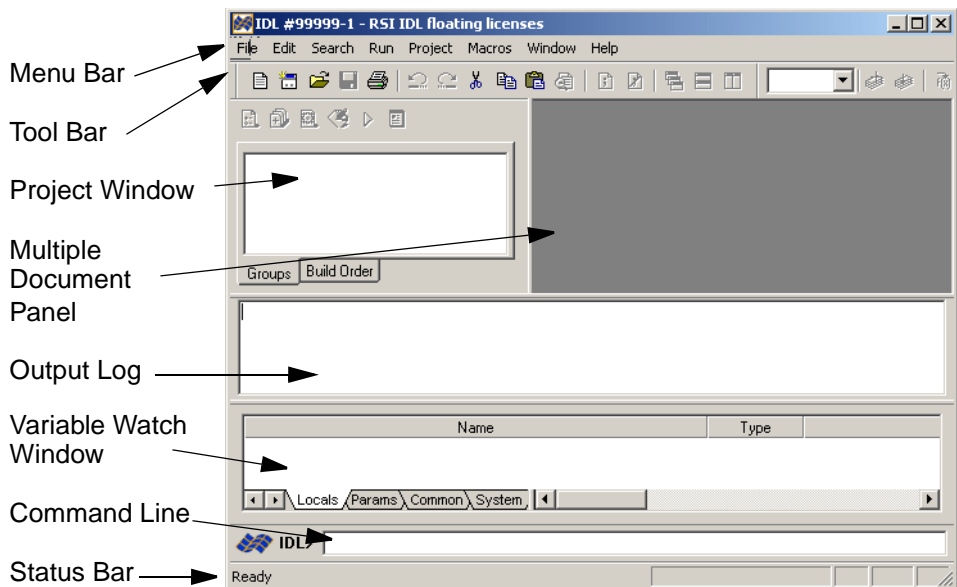 IDL #99999-1 - RSI IDL floating licenses
File Edit Search Run Project Macros Window Help
Menu Bar
Tool Bar
Project Window
Multiple
Document
Panel
Groups Build Order
Output Log
Variable Watch
Window
Name Type
Locals Params Common System
Command Line
IDL>
Status Bar
Ready